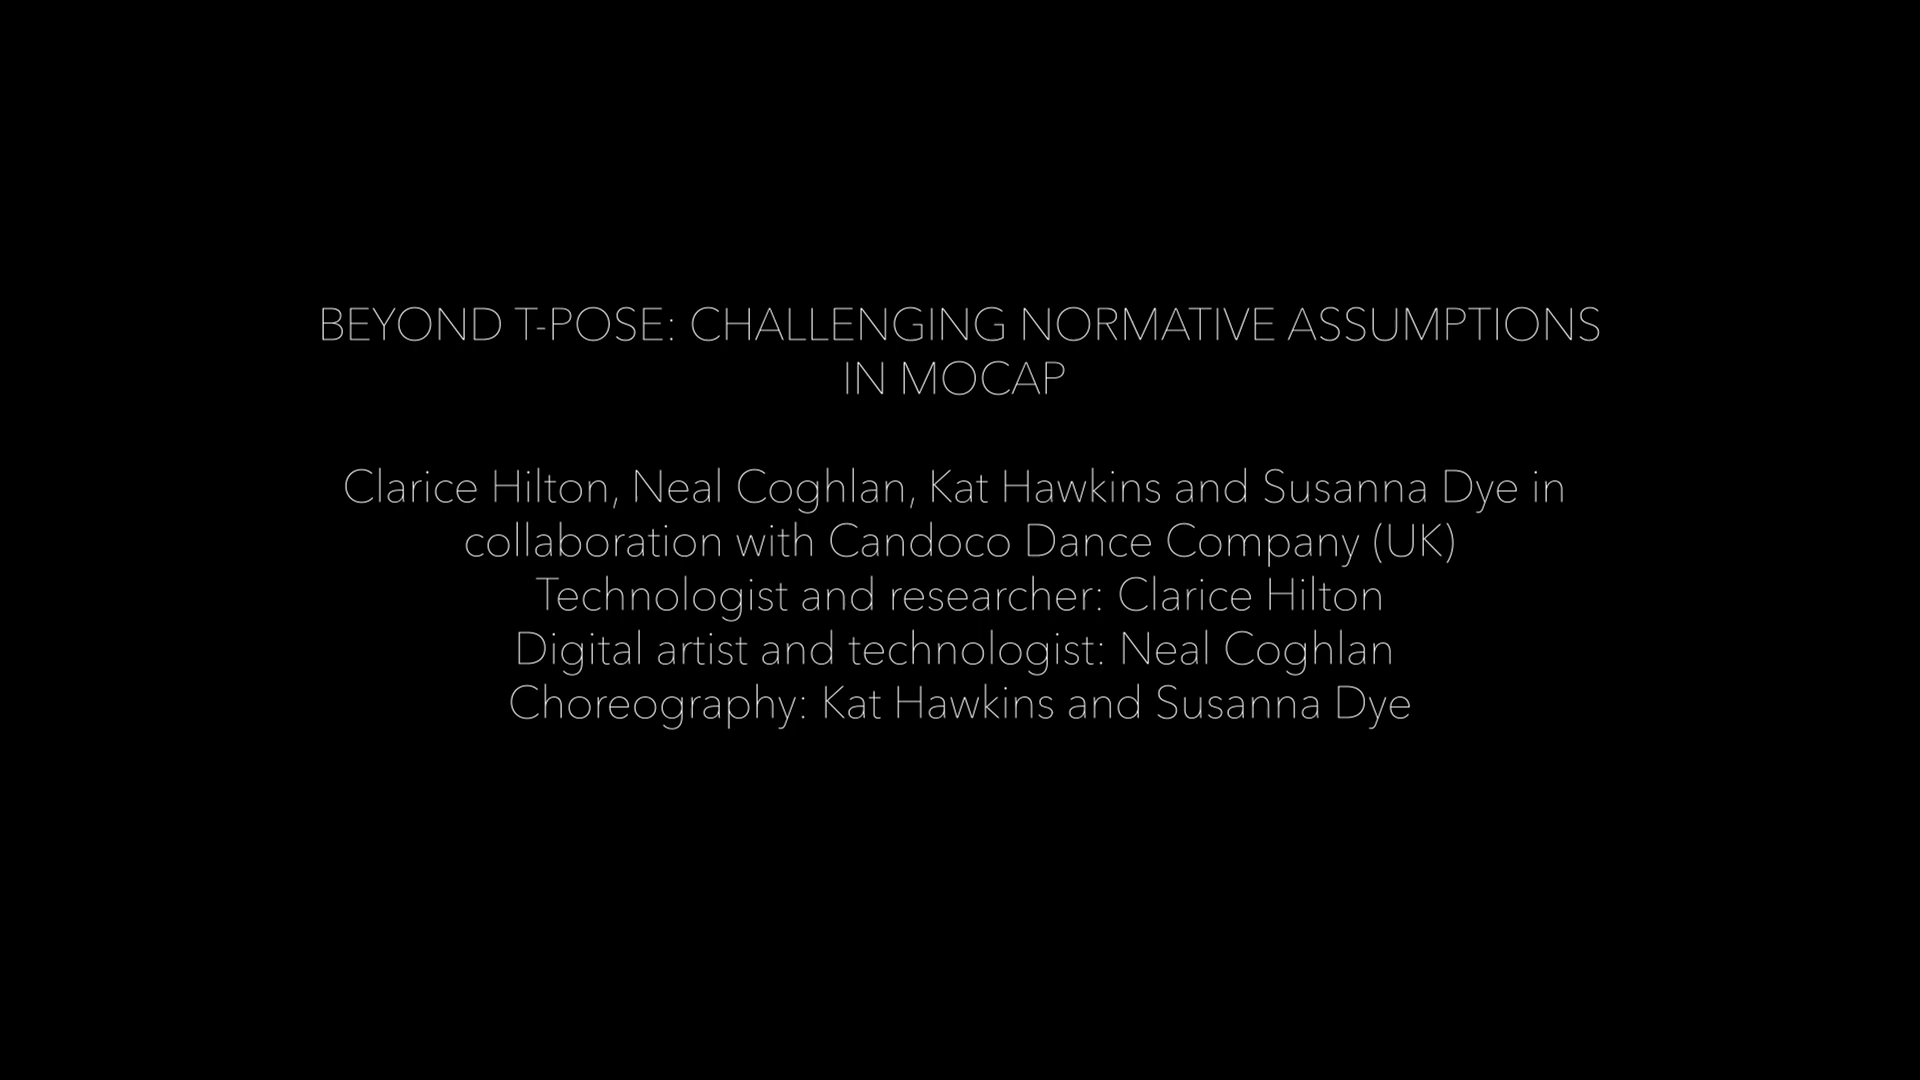 BEYOND T-POSE: CHALLENGING NORMATIVE ASSUMPTIONS
IN MOCAP
Clarice Hilton, Neal Coghlan, Kat Hawkins and Susanna Dye in
collaboration with Candoco Dance Company (UK)
Technologist and researcher: Clarice Hilton
Digital artist and technologist: Neal Coghlan
Choreography: Kat Hawkins and Susanna Dye